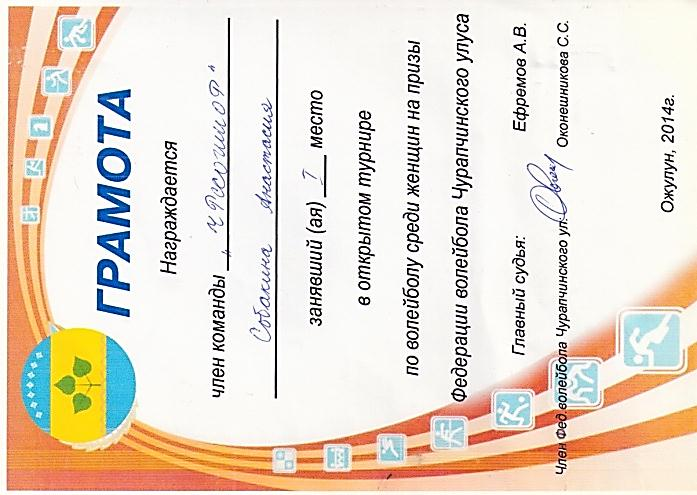 ГРАМОТА
Награждается
член команды
Собакина Анастасия
занявший (ая) I место
в открытом турнире
по волейболу среди женщин на призы
Федерации волейбола Чурапчинского улуса
Главный судья: Ефремов А.В.
Член Фед.волейбола Чурапчинского ул. Оконешникова С.С.
Ожулун, 2014г.